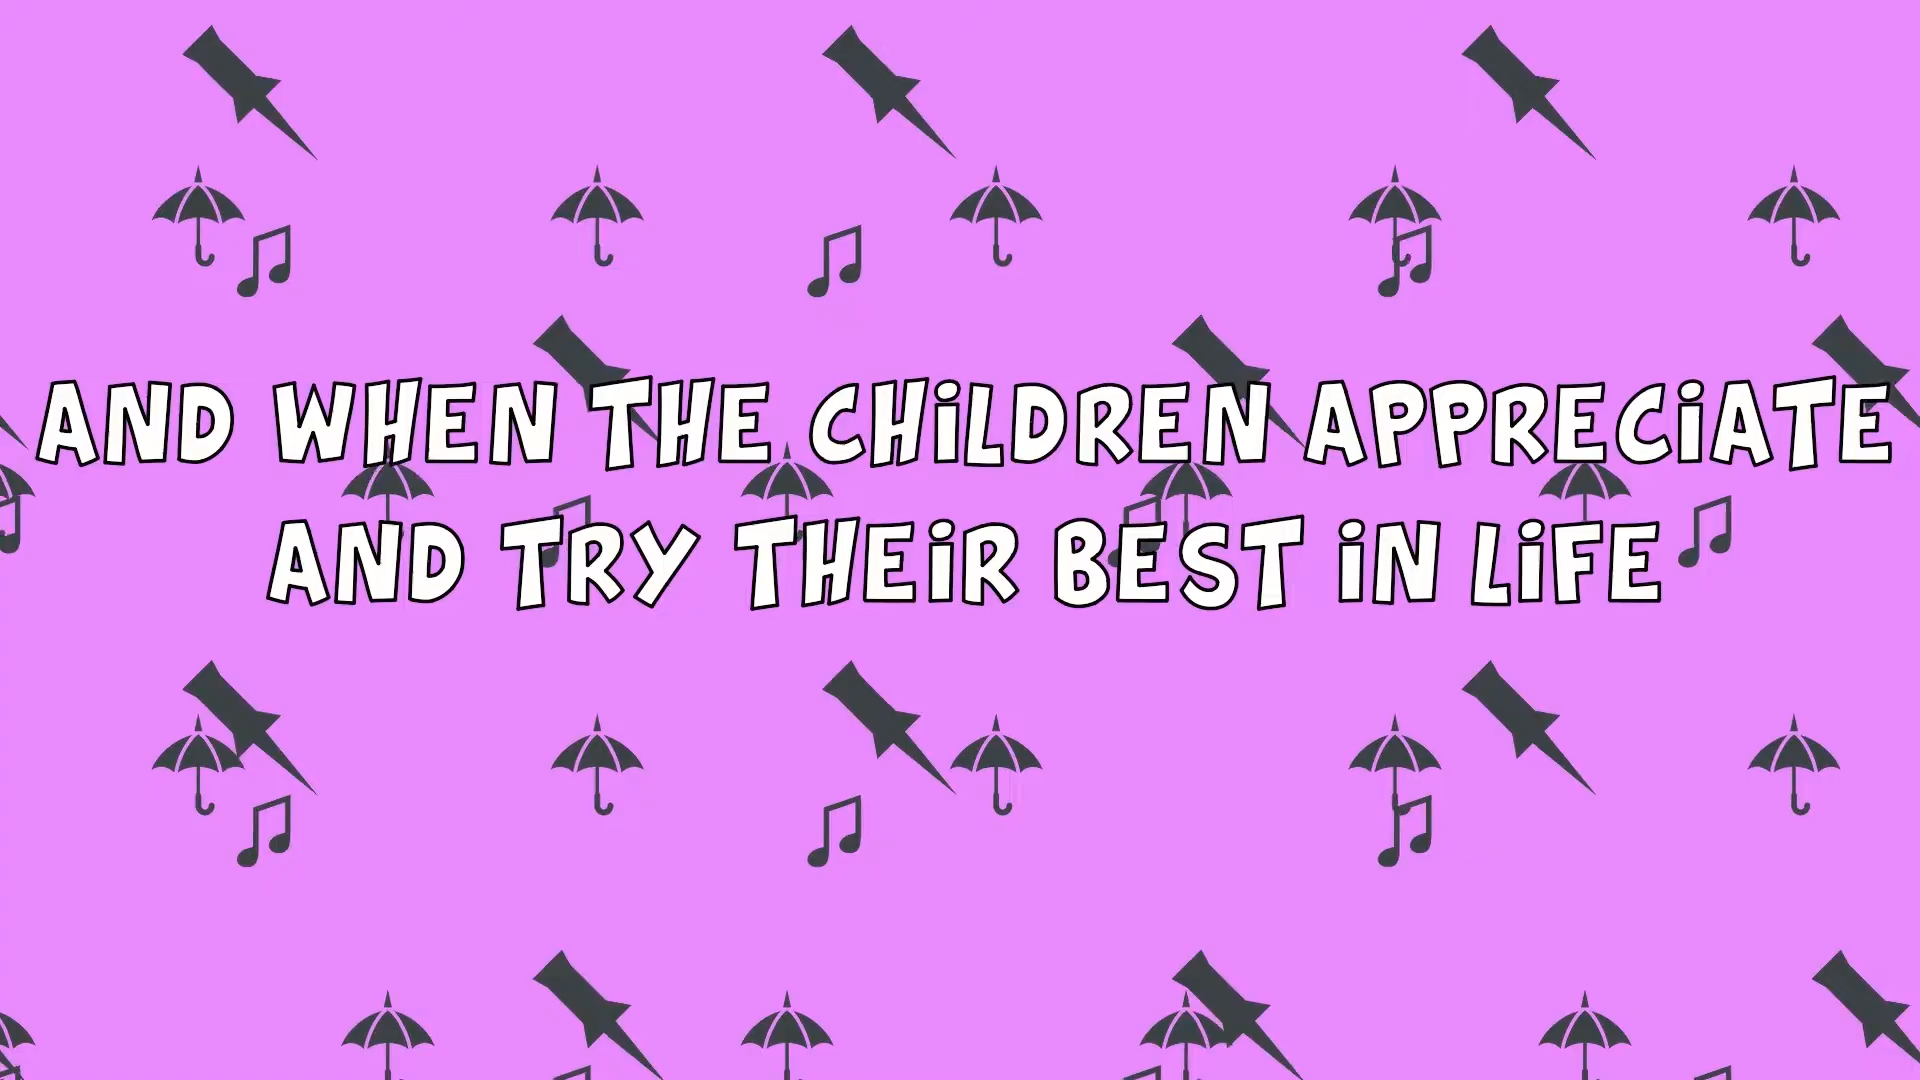 AND WHEN THE CHiLDREN APPRECiATE
AND TRY THEiR BEST iN LiFE